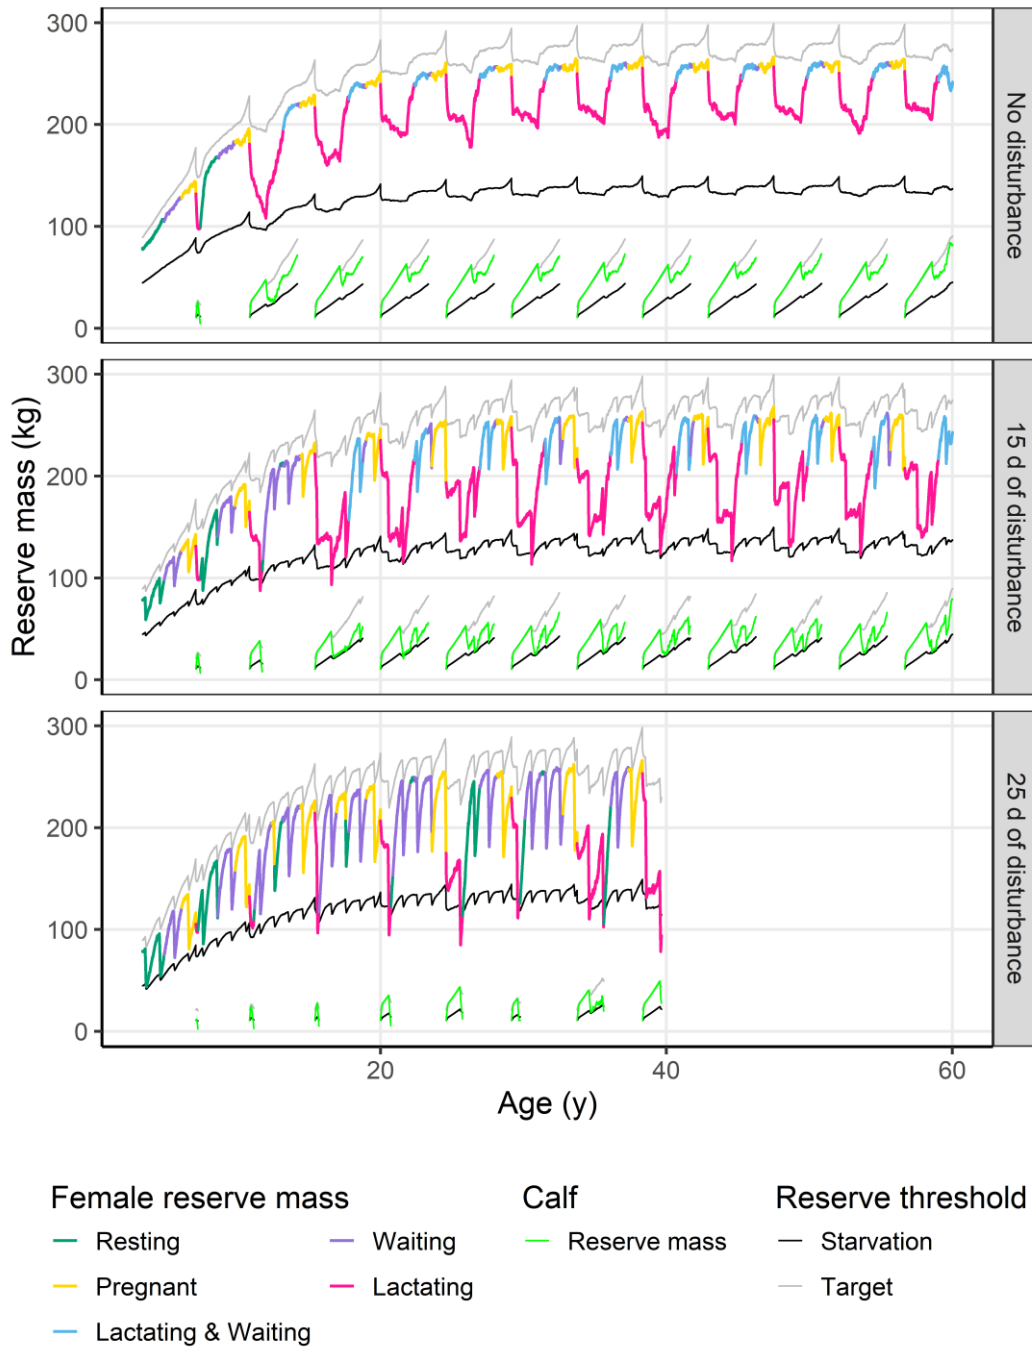 Reserve mass (kg)
300
200
100
0
No disturbance
300
200
100
0
15 d of disturbance
300
200
100
0
25 d of disturbance
20 40 60
Age (y)
Female reserve mass Calf Reserve threshold
Resting Waiting Reserve mass Starvation
Pregnant Lactating Target
Lactating & Waiting